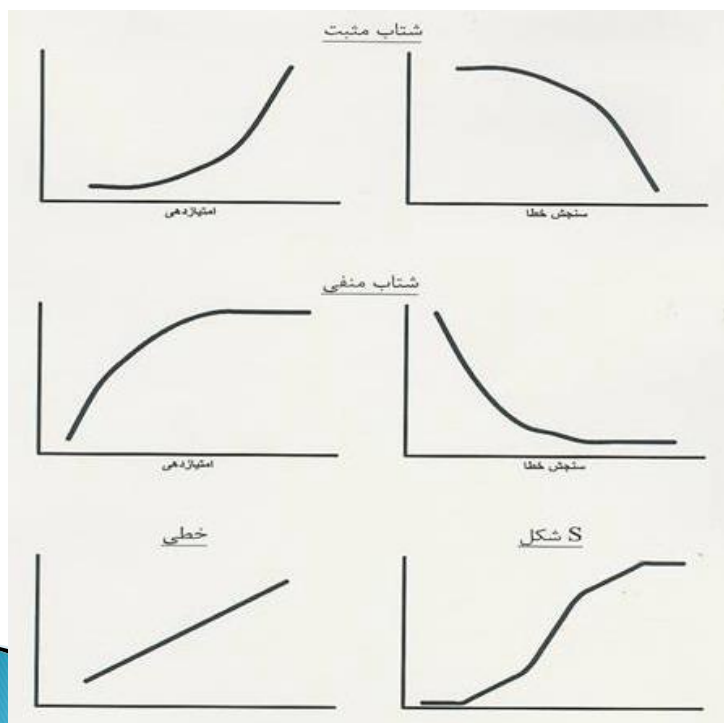 شتاب مثبت
امتیازدهی
سنجش خطا
شتاب منفی
امتیازدهی
سنجش خطا
خطی
S شکل